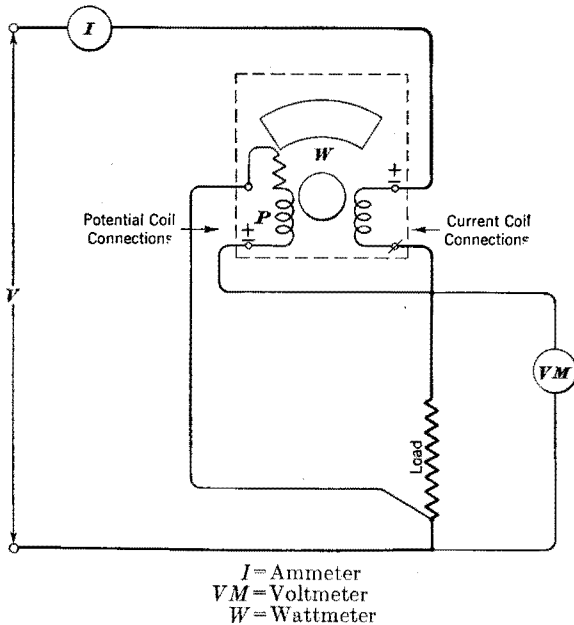 I
W
+
P
+
Potential Coil
Connections
Current Coil
Connections
V
VM
Load
I=Ammeter
VM=Voltmeter
W=Wattmeter